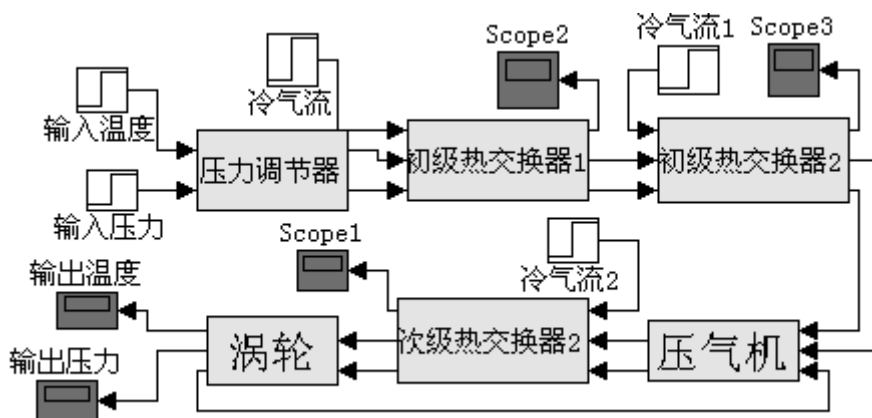 Scope2
冷气流1
Scope3
输入温度
冷气流
压力调节器
初级热交换器1
初级热交换器2
输入压力
Scope1
冷气流2
输出温度
涡轮
次级热交换器2
压气机
输出压力